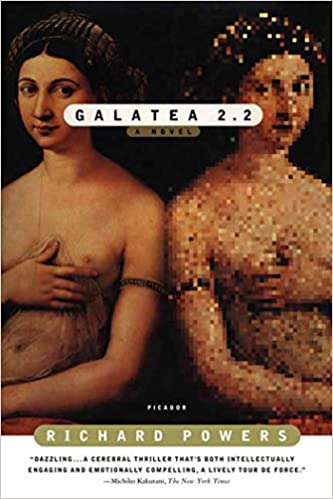 GALATEA 2.2
A NOVEL
PICADOR
RICHARD POWERS
"DAZZLING...A CEREBRAL THRILLER THAT'S BOTH INTELLECTUALLY
ENGAGING AND EMOTIONALLY COMPELLING, A LIVELY TOUR DE FORCE."
—Michiko Kakutani, The New York Times